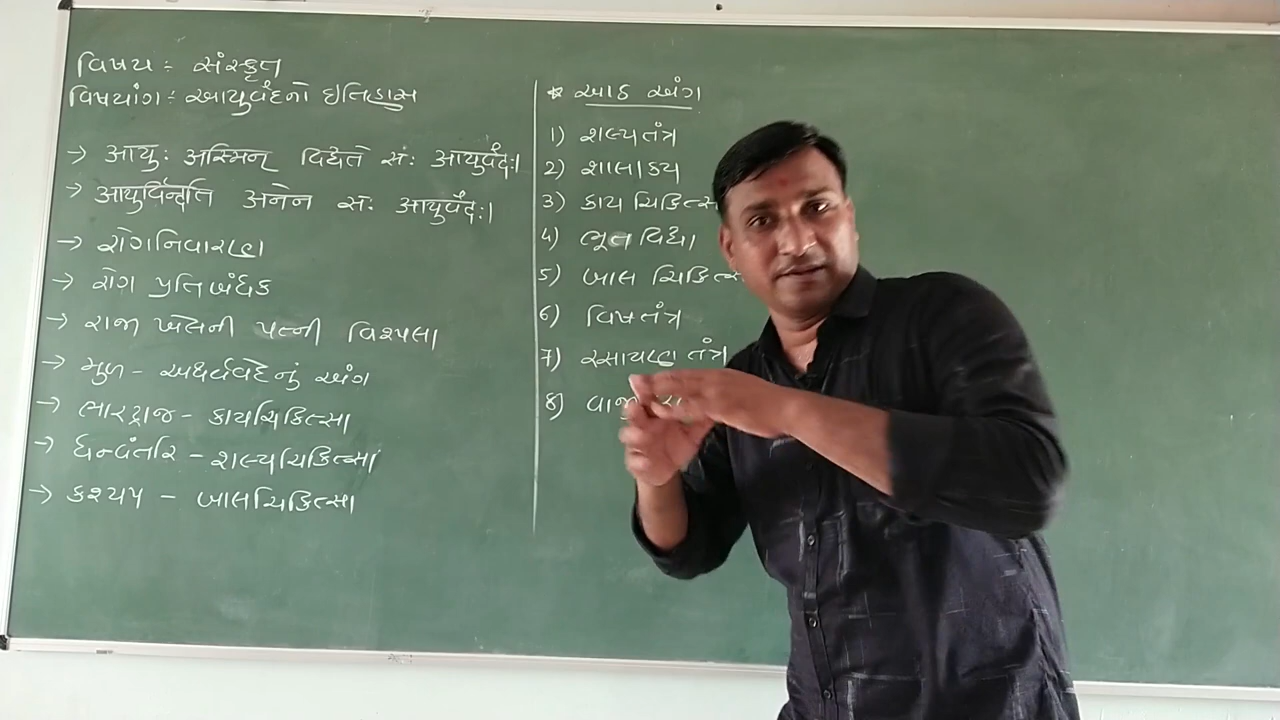 વિષય : સંસ્કૃત
વિષયાંગ : આયુર્વેદનો ઇતિહાસ
→ आयुः अस्मिन् विद्यते सः आयुर्वेदः।
→ आयुर्विन्दति अनेन सः आयुर्वेदः।
→ રોગનિવારણ
→ રોગ પ્રતિબંધક
→ રાજા ખેલની પત્ની વિશ્પલા
→ મુળ - અથર્વવેદનું અંગ
→ ભારદ્વાજ - કાયચિકિત્સા
→ ધન્વંતરિ - શલ્યચિકિત્સા
→ કશ્યપ - બાલચિકિત્સા
* આઠ અંગ
1) શલ્યતંત્ર
2) શાલાક્ય
3) કાય ચિકિત્સ
4) ભૂત વિદ્યા
5) બાલ ચિકિત્સ
6) વિષતંત્ર
7) રસાયણ તંત્ર
8) વાજી